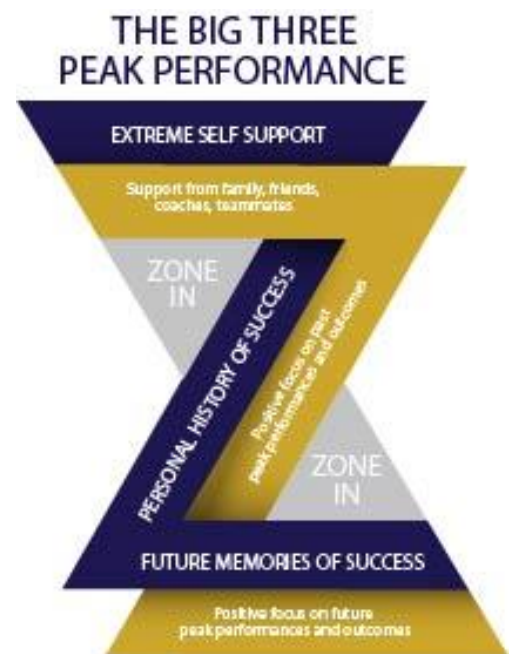 THE BIG THREE
PEAK PERFORMANCE
EXTREME SELF SUPPORT
Support from family, friends,
coaches, teammates
ZONE
IN
PERSONAL HISTORY OF SUCCESS
Positive focus on past
peak performances and outcomes
ZONE
IN
FUTURE MEMORIES OF SUCCESS
Positive focus on future
peak performances and outcomes